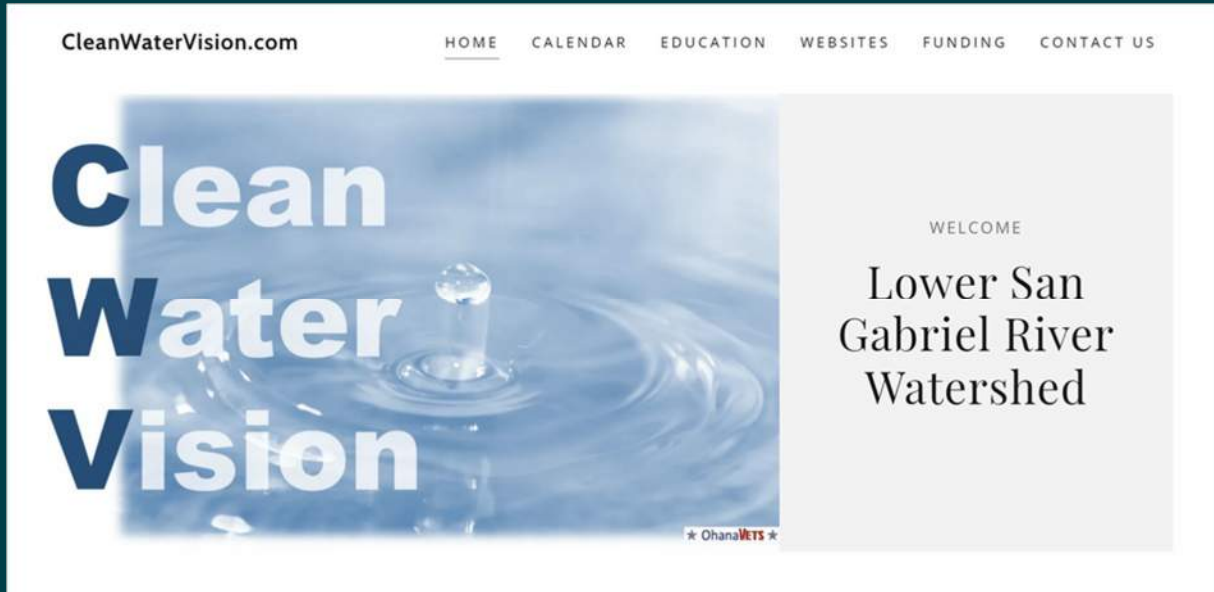 CleanWaterVision.com
HOME CALENDAR EDUCATION WEBSITES FUNDING CONTACT US
Clean
Water
Vision
★ OhanaVETS ★
WELCOME
Lower San
Gabriel River
Watershed